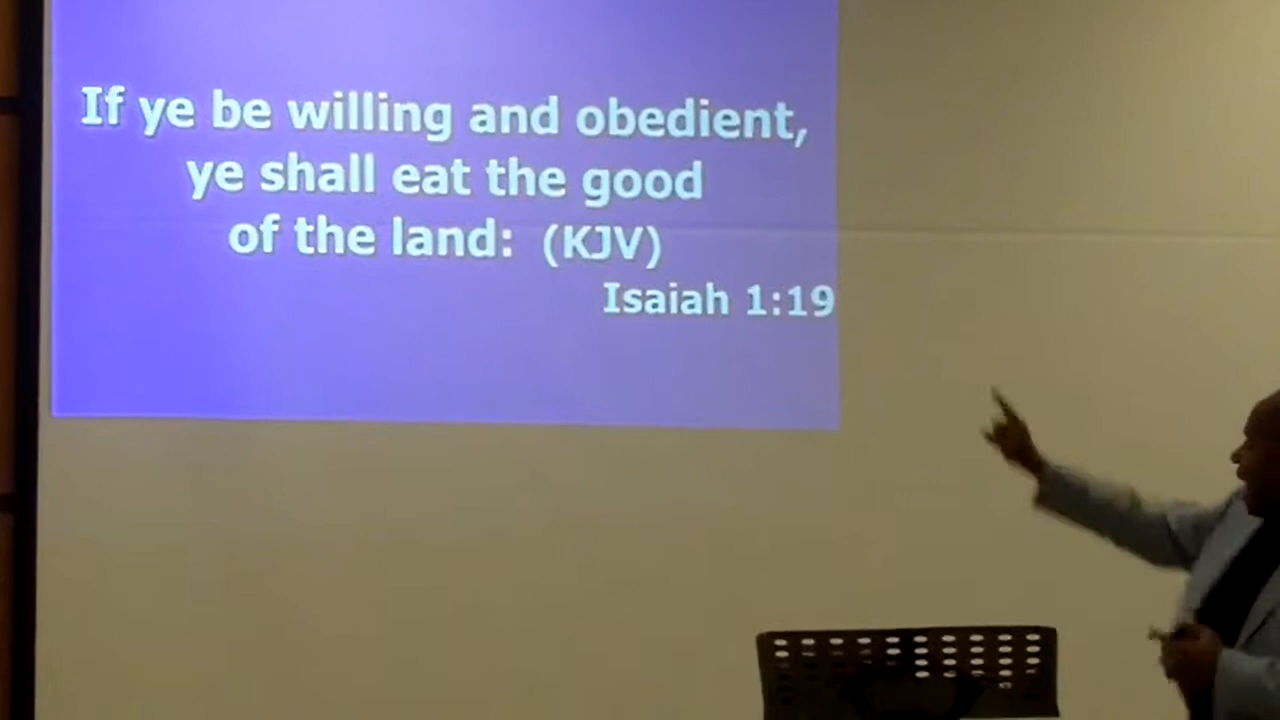 If ye be willing and obedient,
ye shall eat the good
of the land: (KJV)
Isaiah 1:19